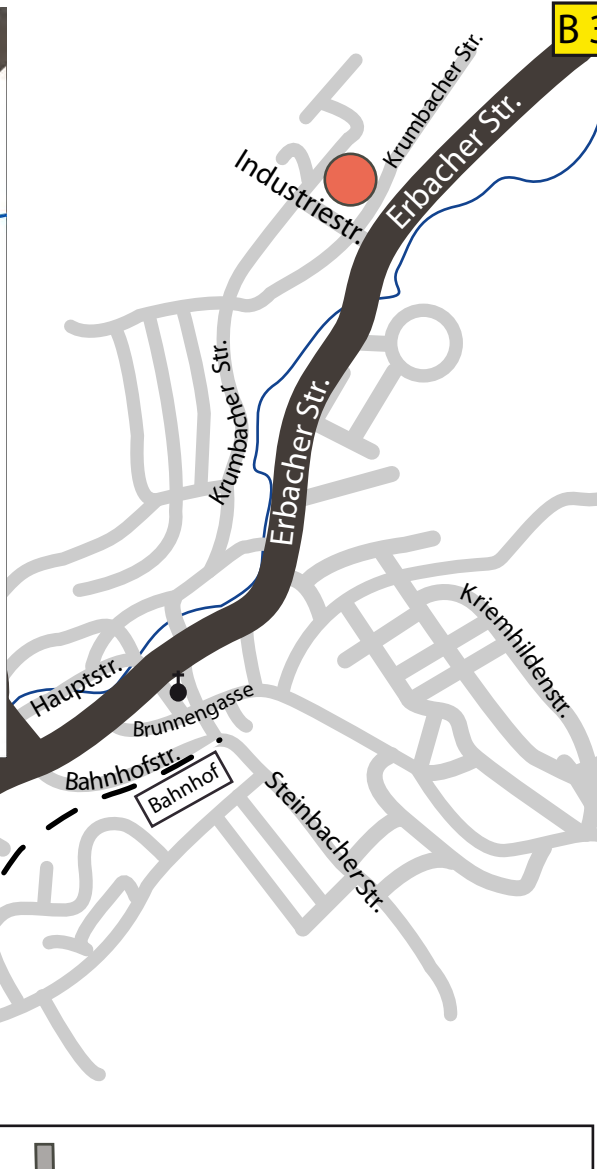 B 3
Krumbacher Str.
Erbacher Str.
Industriestr.
Krumbacher Str.
Erbacher Str.
Kriemhildenstr.
Hauptstr.
Brunnengasse
Bahnhofstr.
Bahnhof
Steinbacher Str.